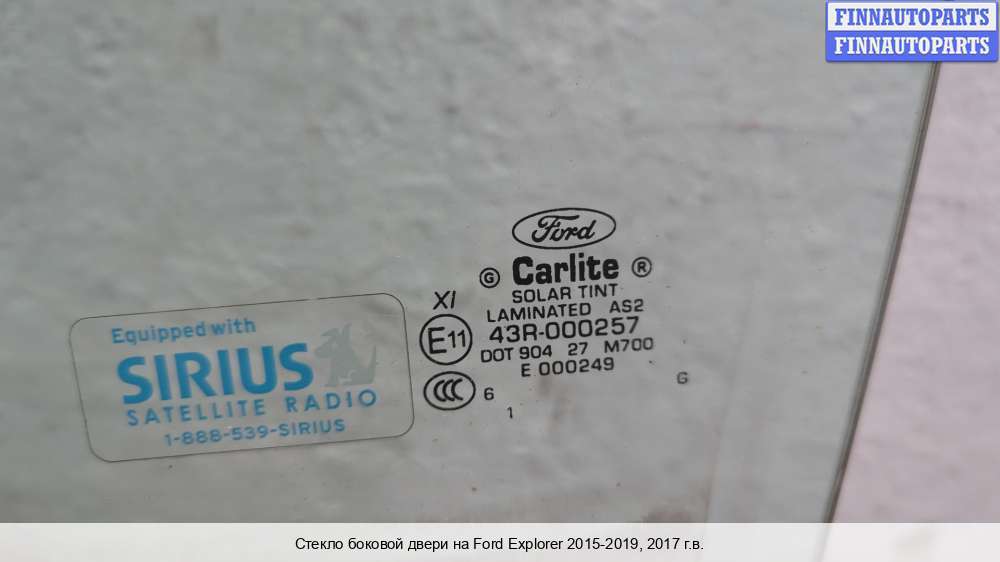 FINNAUTOPARTS
FINNAUTOPARTS
Ford
G Carlite ®
SOLAR TINT
LAMINATED AS2
XI
E11
43R-000257
DOT 904 27 M700
E 000249
CCC
6
G
1
Equipped with
SIRIUS
SATELLITE RADIO
1-888-539-SIRIUS
Стекло боковой двери на Ford Explorer 2015-2019, 2017 г.в.